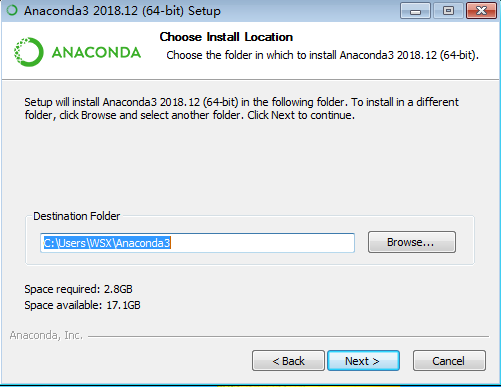 Anaconda3 2018.12 (64-bit) Setup
ANACONDA
Choose Install Location
Choose the folder in which to install Anaconda3 2018.12 (64-bit).
Setup will install Anaconda3 2018.12 (64-bit) in the following folder. To install in a different
folder, click Browse and select another folder. Click Next to continue.
Destination Folder
C:\Users\WSX\Anaconda3
Browse...
Space required: 2.8GB
Space available: 17.1GB
Anaconda, Inc.
< Back
Next >
Cancel